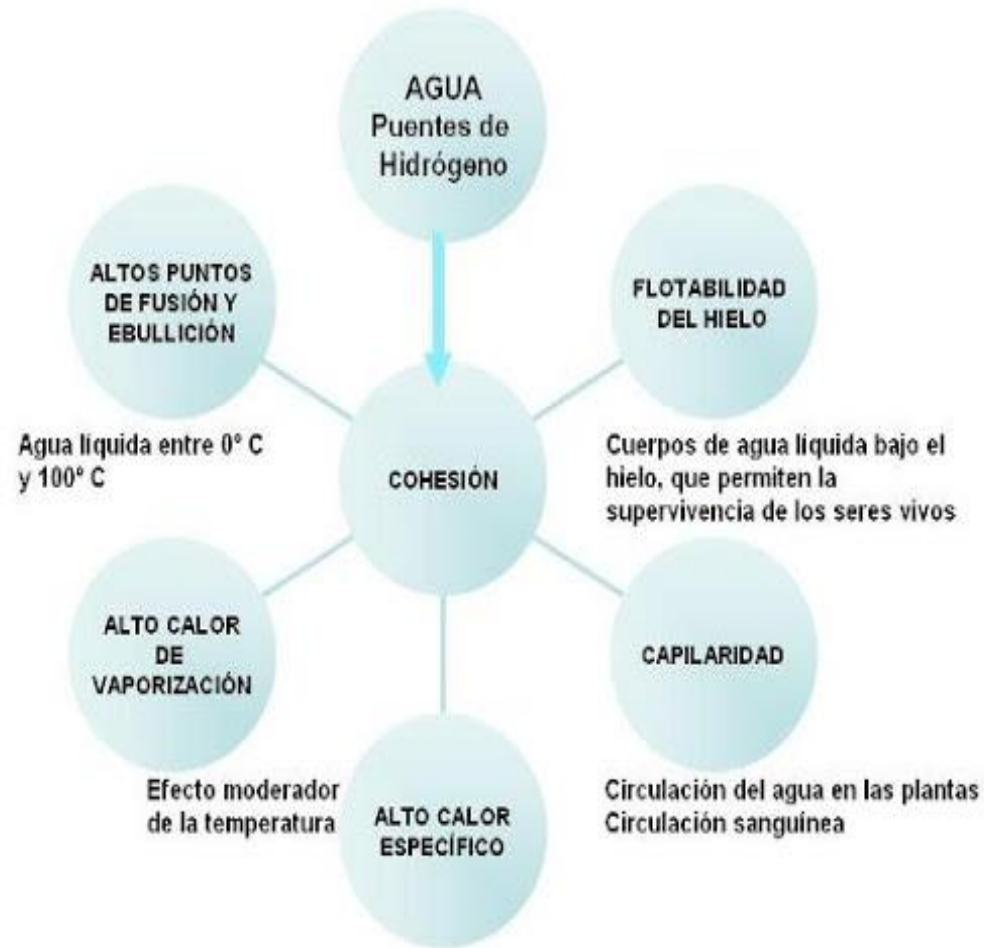 AGUA
Puentes de
Hidrógeno
ALTOS PUNTOS
DE FUSIÓN Y
EBULLICIÓN
FLOTABILIDAD
DEL HIELO
Agua líquida entre 0º C
y 100º C
COHESIÓN
Cuerpos de agua líquida bajo el
hielo, que permiten la
supervivencia de los seres vivos
ALTO CALOR
DE
VAPORIZACIÓN
CAPILARIDAD
Efecto moderador
de la temperatura
ALTO CALOR
ESPECÍFICO
Circulación del agua en las plantas
Circulación sanguínea